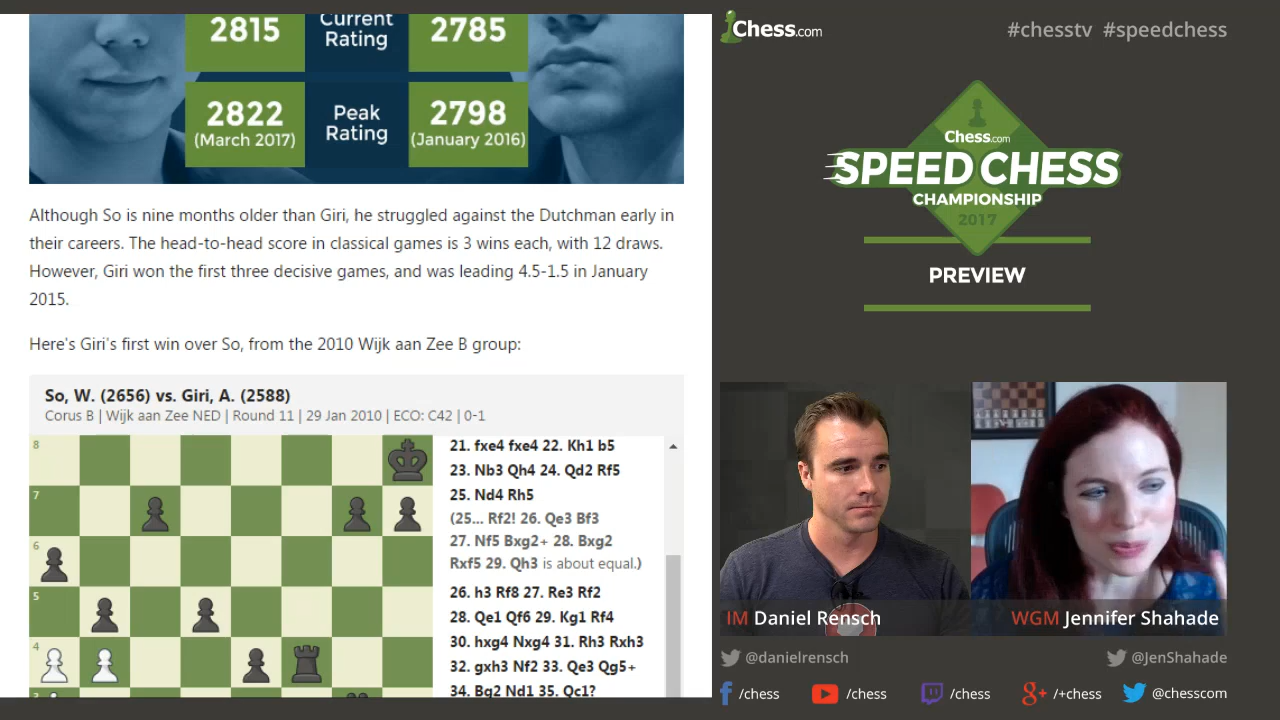 2815 Current Rating 2785
2822 (March 2017) Peak Rating 2798 (January 2016)
Although So is nine months older than Giri, he struggled against the Dutchman early in
their careers. The head-to-head score in classical games is 3 wins each, with 12 draws.
However, Giri won the first three decisive games, and was leading 4.5-1.5 in January
2015.
Here's Giri's first win over So, from the 2010 Wijk aan Zee B group:
So, W. (2656) vs. Giri, A. (2588)
Corus B | Wijk aan Zee NED | Round 11 | 29 Jan 2010 | ECO: C42 | 0-1
8
7
6
5
4
21. fxe4 fxe4 22. Kh1 b5
23. Nb3 Qh4 24. Qd2 Rf5
25. Nd4 Rh5
(25... Rf2! 26. Qe3 Bf3
27. Nf5 Bxg2+ 28. Bxg2
Rxf5 29. Qh3 is about equal.)
26. h3 Rf8 27. Re3 Rf2
28. Qe1 Qf6 29. Kg1 Rf4
30. hxg4 Nxg4 31. Rh3 Rxh3
32. gxh3 Nf2 33. Qe3 Qg5+
34. Bg2 Nd1 35. Qc1?
Chess.com
#chesstv #speedchess
Chess.com
SPEED CHESS
CHAMPIONSHIP
2017
PREVIEW
IM Daniel Rensch
WGM Jennifer Shahade
@danielrensch
@JenShahade
/chess
/chess
/chess
/+chess
@chesscom